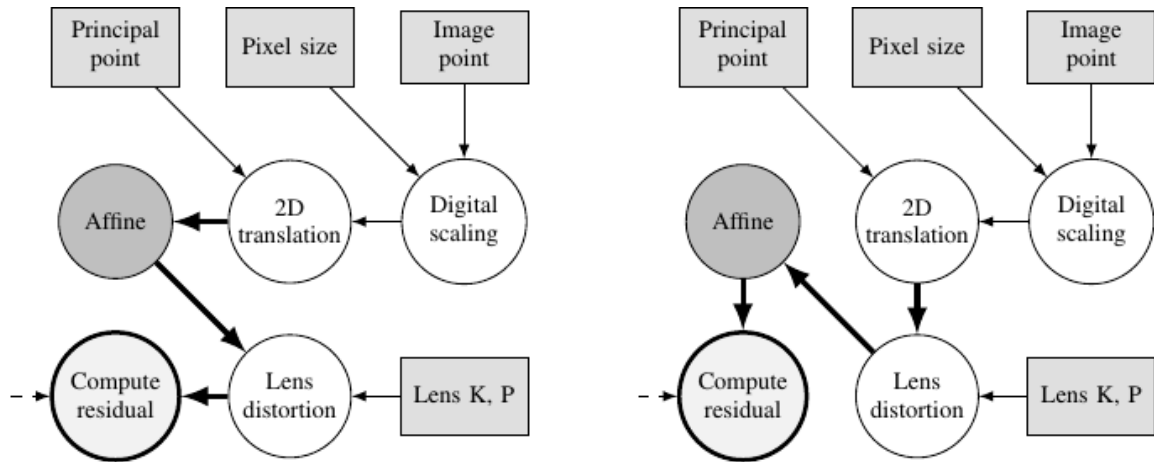 Principal
point
Pixel size
Image
point
Affine
2D
translation
Digital
scaling
Compute
residual
Lens
distortion
Lens K, P
Principal
point
Pixel size
Image
point
Affine
2D
translation
Digital
scaling
Compute
residual
Lens
distortion
Lens K, P